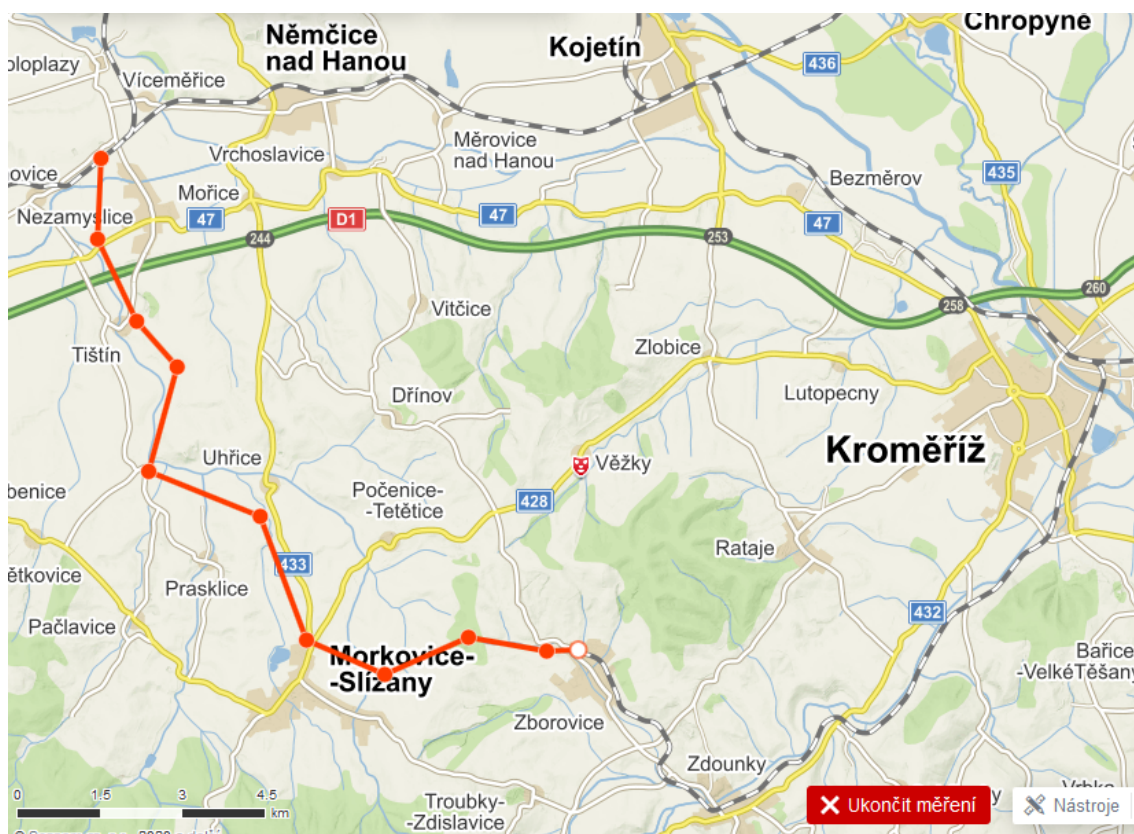 Chropyně
Němčice
nad Hanou
Kojetín
436
oloplazy
Víceměřice
Měrovice
nad Hanou
Vrchoslavice
435
ovice
Bezměrov
Mořice
Nezamyslice
47
D1
47
47
244
253
260
258
Vitčice
Tištín
Zlobice
Dřínov
Lutopecny
Kroměříž
Uhřice
Věžky
benice
Počenice-
-Tetětice
428
Rataje
433
ětkovice
Prasklice
432
Pačlavice
Morkovice-
-Slížany
Bařice
-VelkéTěšany
Zborovice
Zdounky
0 1.5 3 4.5
km
Troubky-
-Zdislavice
Ukončit měření
Nástroje